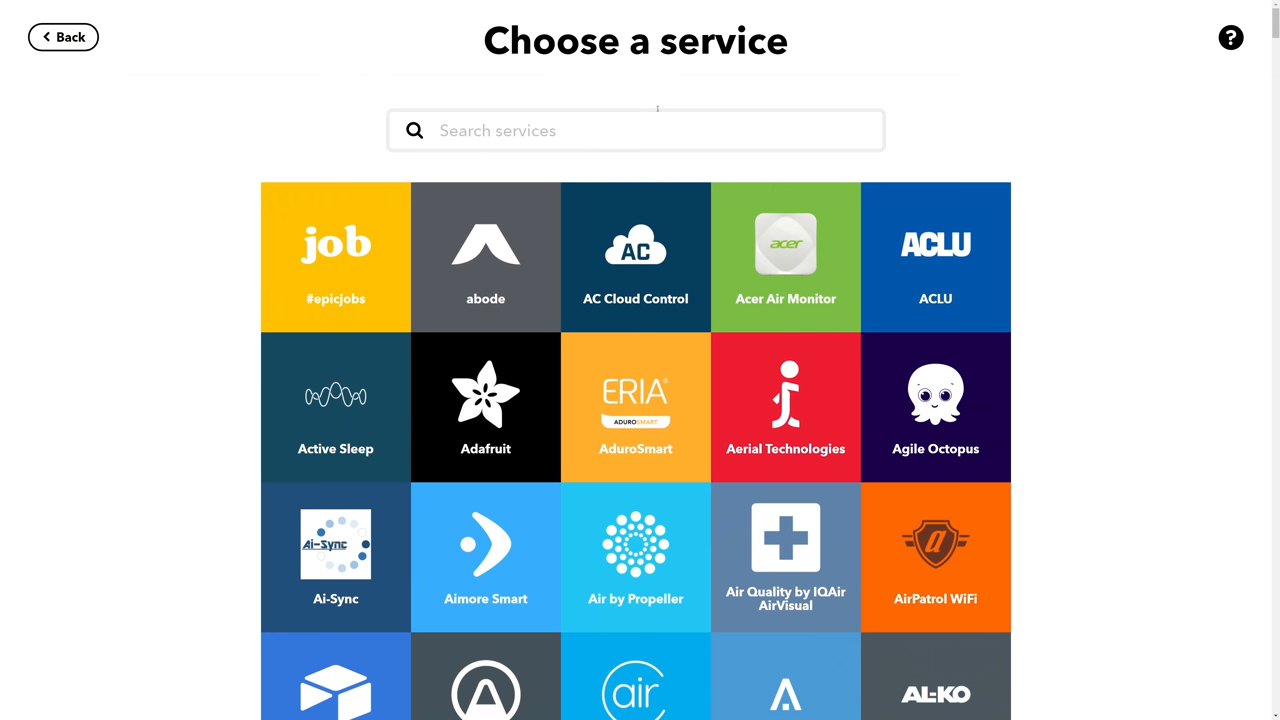 Back
Choose a service
?
Search services
job
#epicjobs
abode
AC
AC Cloud Control
acer
Acer Air Monitor
ACLU
ACLU
Active Sleep
Adafruit
ERIA®
ADUROSMART
AduroSmart
Aerial Technologies
Agile Octopus
Ai-Sync
Ai-Sync
Aimore Smart
Air by Propeller
Air Quality by IQAir
AirVisual
a
AirPatrol WiFi
air
AL-KO